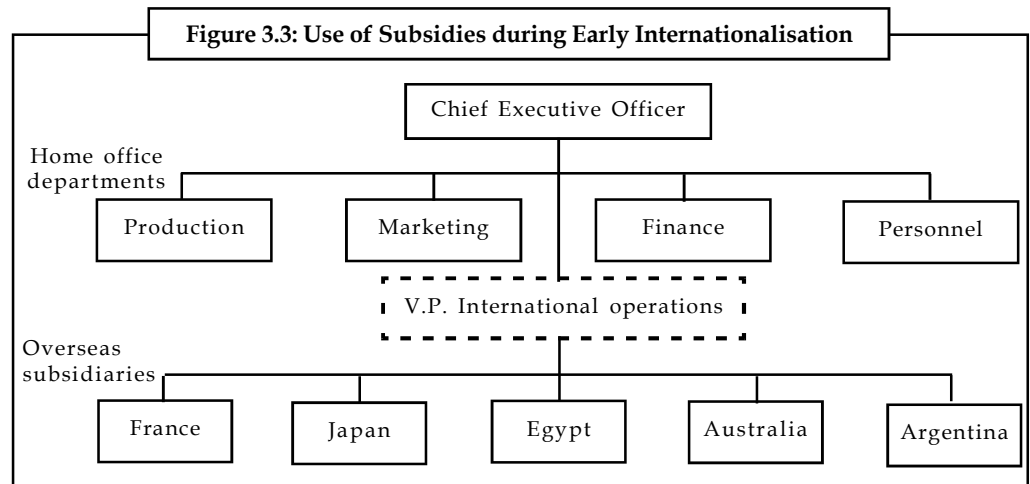 Figure 3.3: Use of Subsidies during Early Internationalisation
Chief Executive Officer
Home office
departments
Production
Marketing
Finance
Personnel
V.P. International operations
Overseas
subsidiaries
France
Japan
Egypt
Australia
Argentina